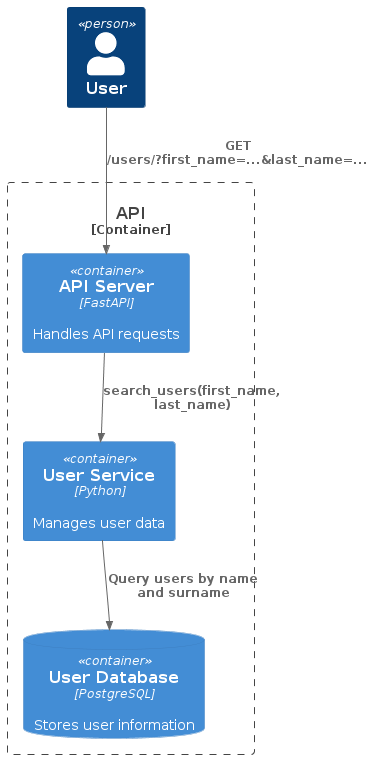 «person»
User
GET
/users/?first_name=...&last_name=...
API
[Container]
«container»
API Server
[FastAPI]
Handles API requests
search_users(first_name,
last_name)
«container»
User Service
[Python]
Manages user data
Query users by name
and surname
«container»
User Database
[PostgreSQL]
Stores user information